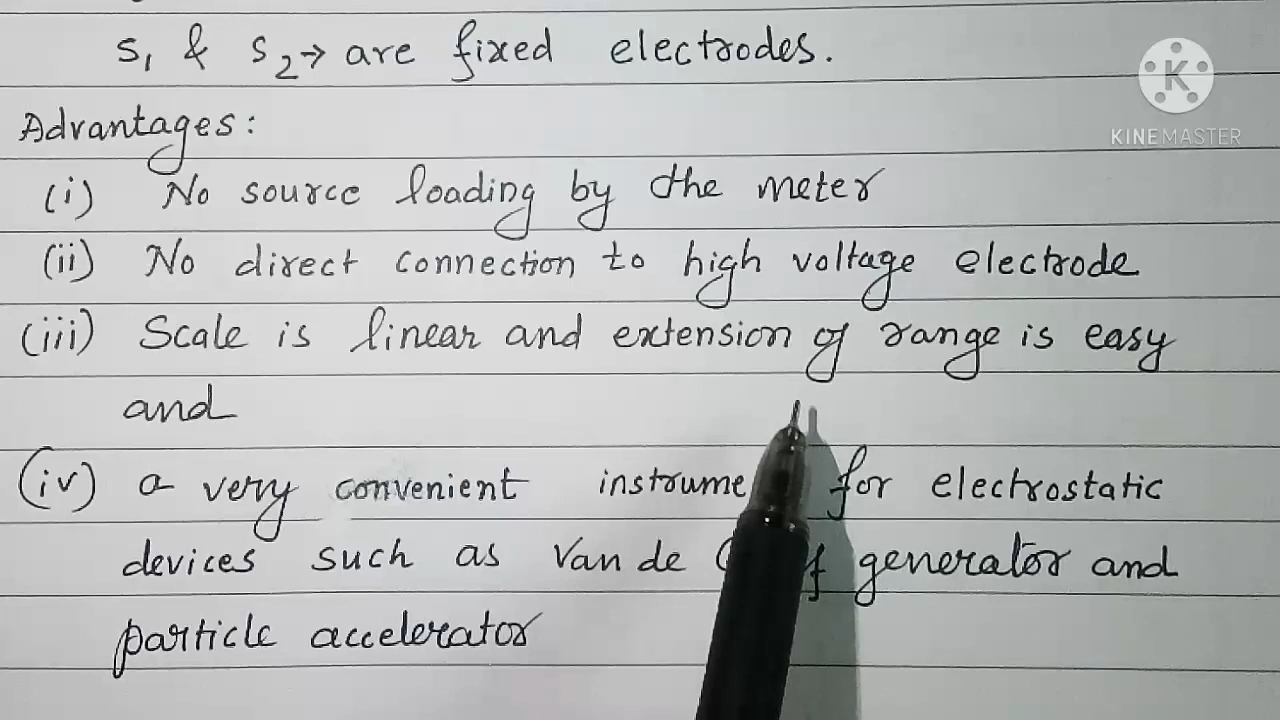 S₁ & S₂→ are fixed electrodes.
KINEMASTER
Advantages:
(i) No source loading by the meter
(ii) No direct connection to high voltage electrode
(iii) Scale is linear and extension of range is easy
and
(iv) a very convenient for electrostatic
devices such as Van de generator and
particle accelerator